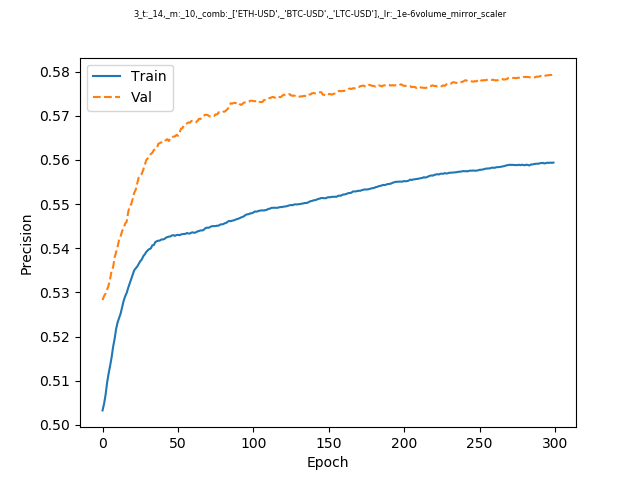 3_t:_14,_m:_10,_comb:_['ETH-USD',_'BTC-USD',_'LTC-USD'],_lr:_1e-6volume_mirror_scaler
Train
Val
0.58
0.57
0.56
0.55
0.54
0.53
0.52
0.51
0.50
Precision
0 50 100 150 200 250 300
Epoch